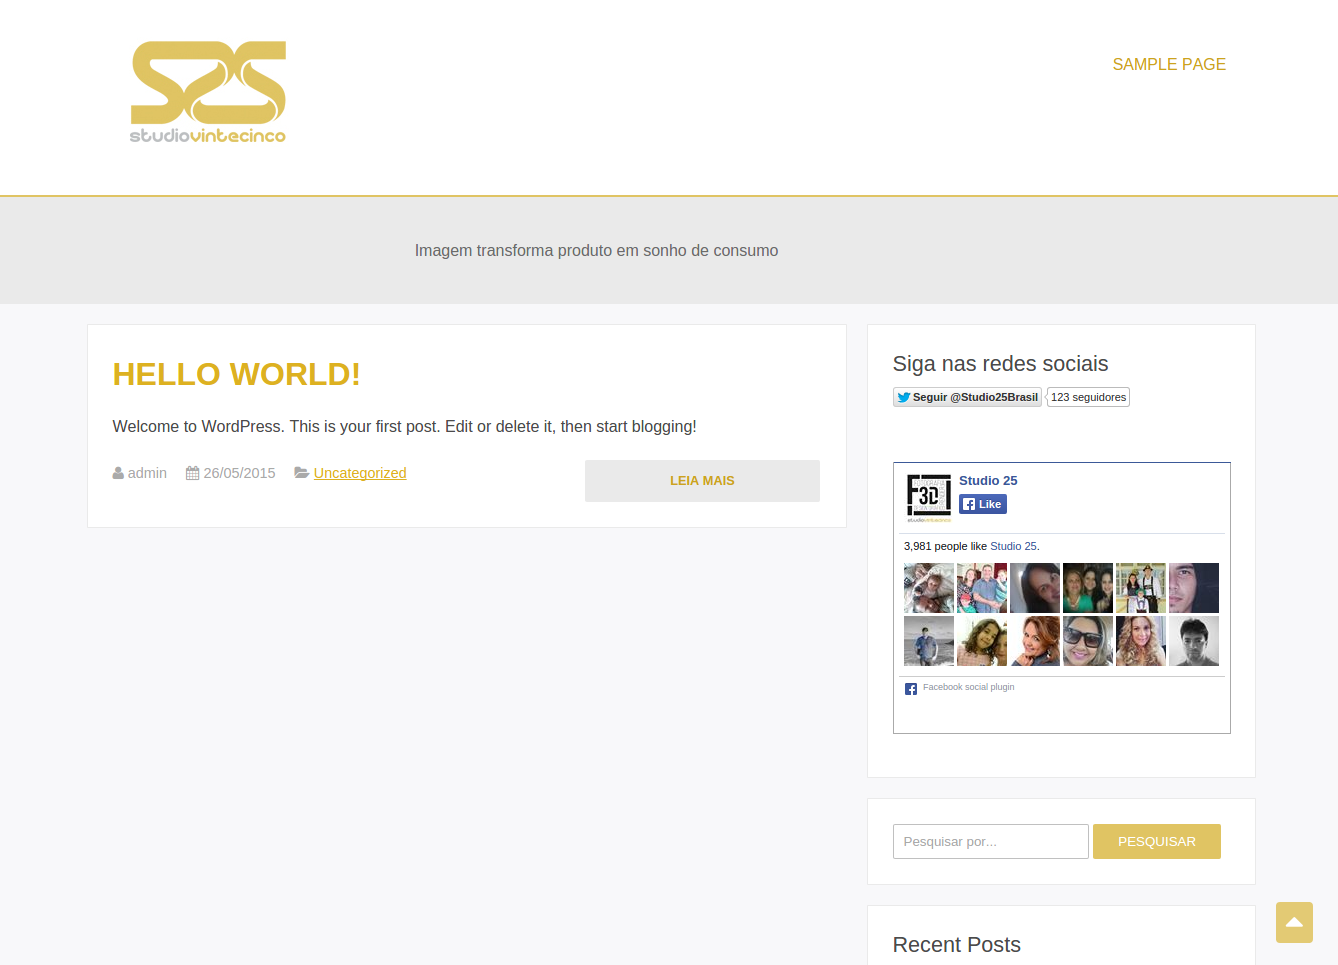 studiovintecinco
SAMPLE PAGE
Imagem transforma produto em sonho de consumo
HELLO WORLD!
Welcome to WordPress. This is your first post. Edit or delete it, then start blogging!
admin 26/05/2015 Uncategorized
LEIA MAIS
Siga nas redes sociais
Seguir @Studio25Brasil 123 seguidores
F3D
studiovintecinco
Studio 25
Like
3,981 people like Studio 25.
Facebook social plugin
Pesquisar por... PESQUISAR
Recent Posts